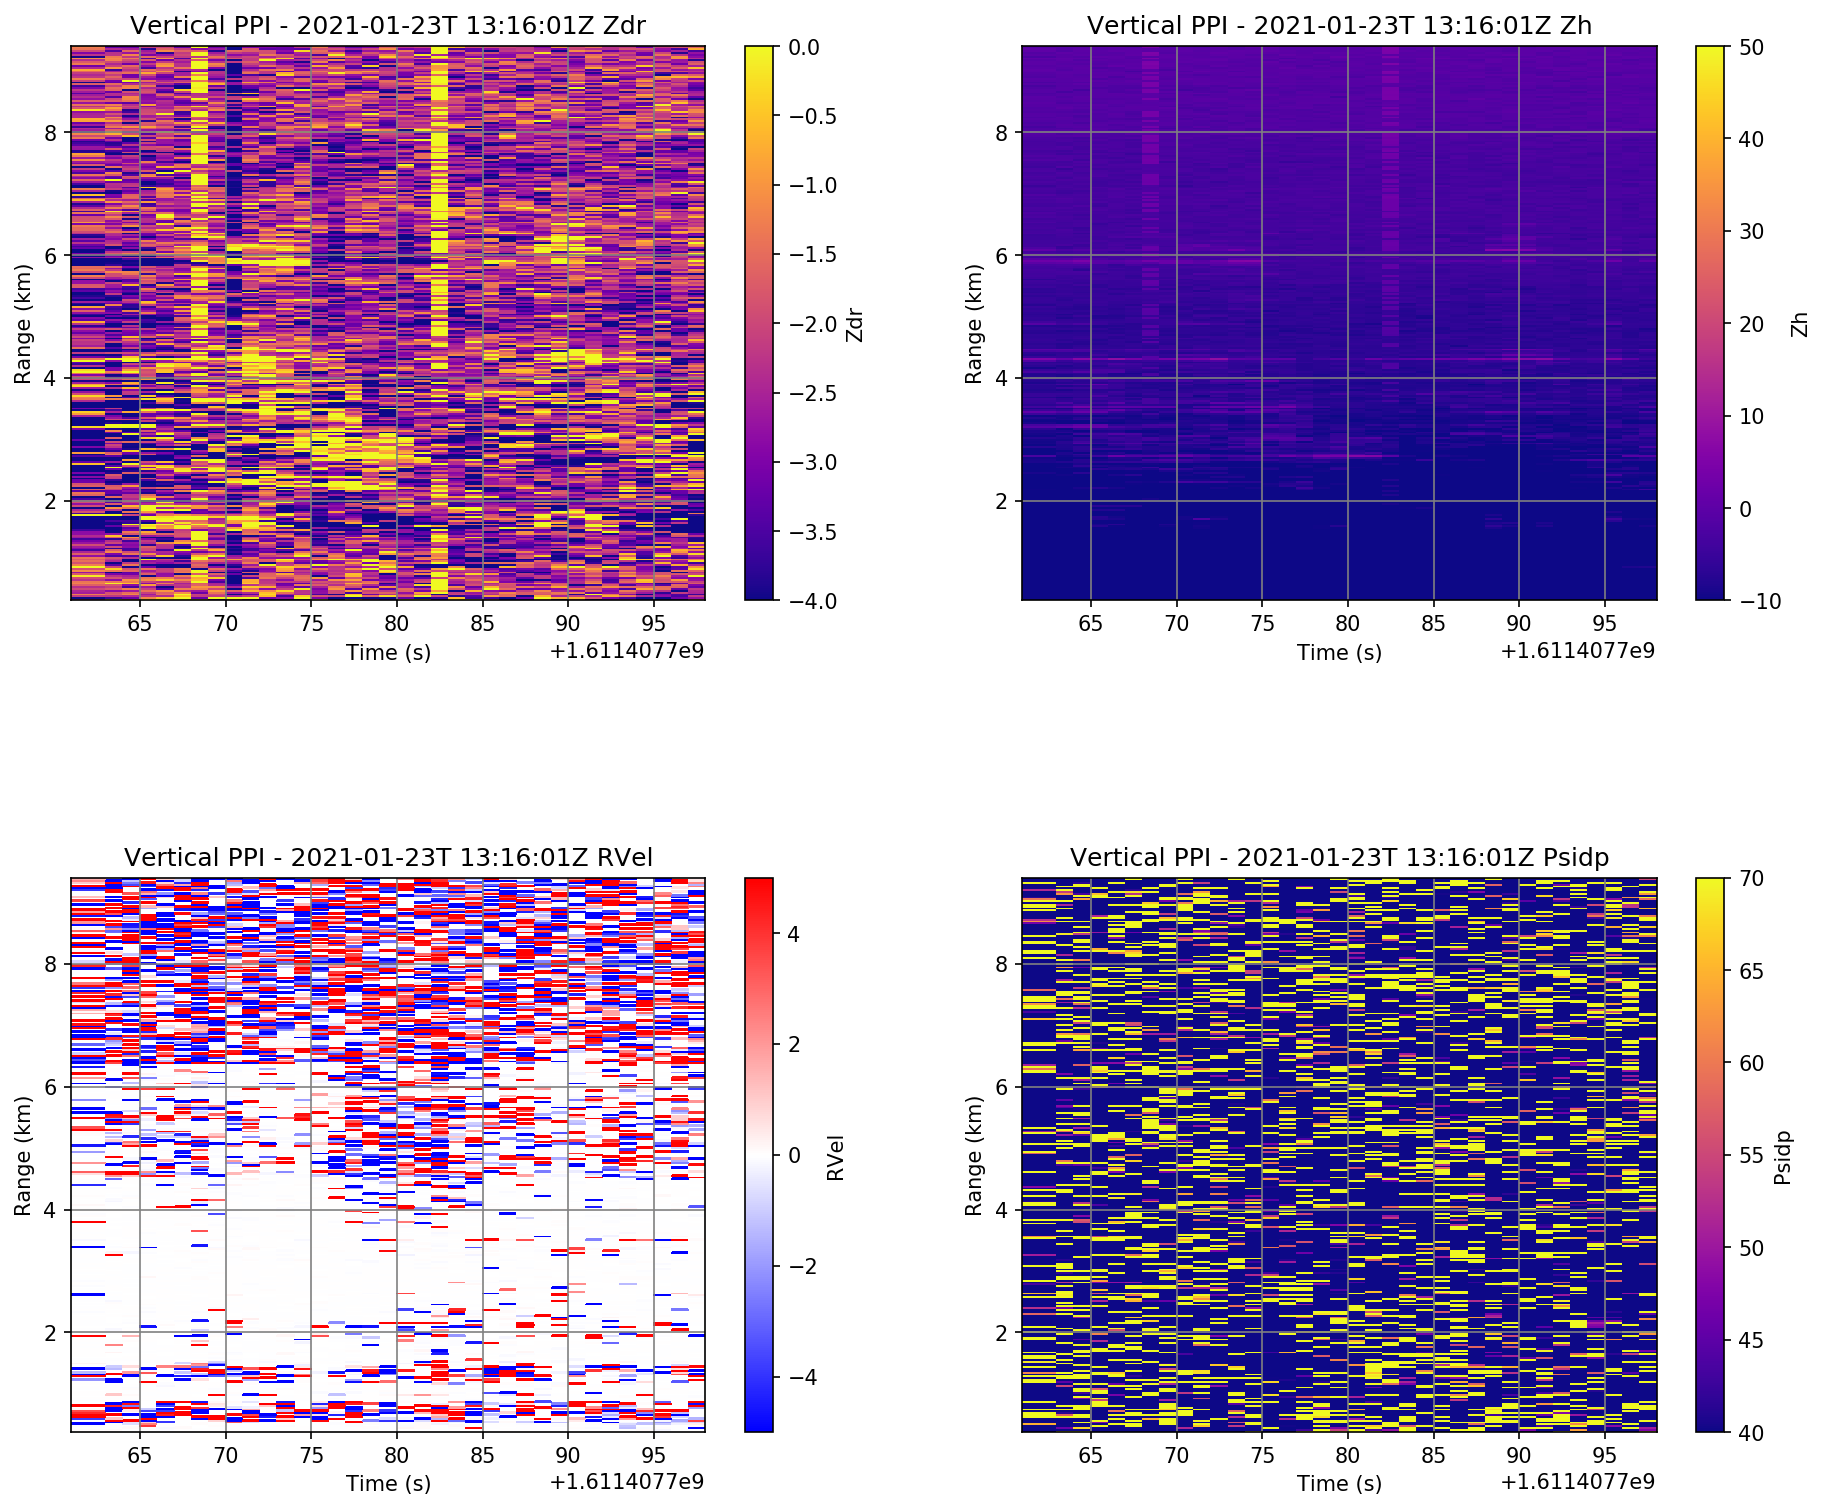 Vertical PPI - 2021-01-23T 13:16:01Z Zdr
Range (km)
8
6
4
2
65 70 75 80 85 90 95
Time (s)
+1.6114077e9
0.0
−0.5
−1.0
−1.5
−2.0
−2.5
−3.0
−3.5
−4.0
Zdr
Vertical PPI - 2021-01-23T 13:16:01Z Zh
Range (km)
8
6
4
2
65 70 75 80 85 90 95
Time (s)
+1.6114077e9
50
40
30
20
10
0
−10
Zh
Vertical PPI - 2021-01-23T 13:16:01Z RVel
Range (km)
8
6
4
2
65 70 75 80 85 90 95
Time (s)
+1.6114077e9
4
2
0
−2
−4
RVel
Vertical PPI - 2021-01-23T 13:16:01Z Psidp
Range (km)
8
6
4
2
65 70 75 80 85 90 95
Time (s)
+1.6114077e9
70
65
60
55
50
45
40
Psidp